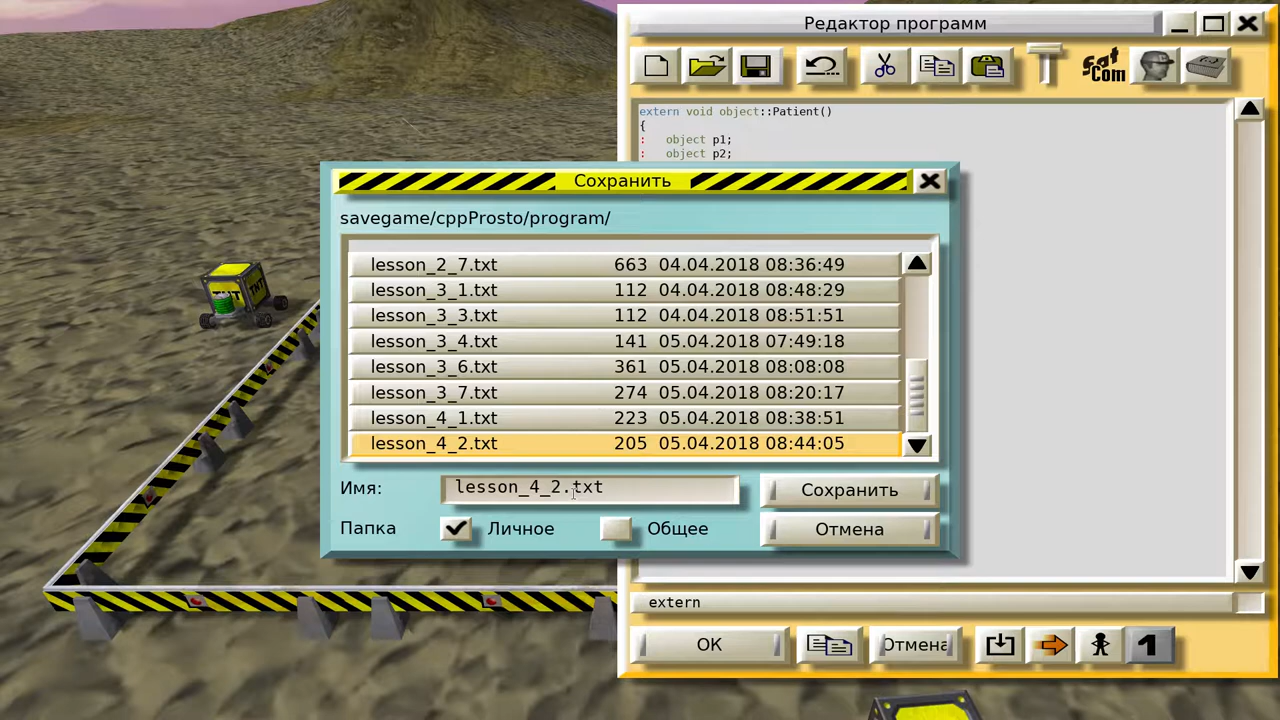 Редактор программ
Sat
Com
extern void object::Patient()
{
: object p1;
: object p2;
Сохранить
savegame/cppProsto/program/
lesson_2_7.txt 663 04.04.2018 08:36:49
lesson_3_1.txt 112 04.04.2018 08:48:29
lesson_3_3.txt 112 04.04.2018 08:51:51
lesson_3_4.txt 141 05.04.2018 07:49:18
lesson_3_6.txt 361 05.04.2018 08:08:08
lesson_3_7.txt 274 05.04.2018 08:20:17
lesson_4_1.txt 223 05.04.2018 08:38:51
lesson_4_2.txt 205 05.04.2018 08:44:05
Имя: lesson_4_2.txt Сохранить
Папка Личное Общее Отмена
TNT TNT
extern
OK Отмена 1